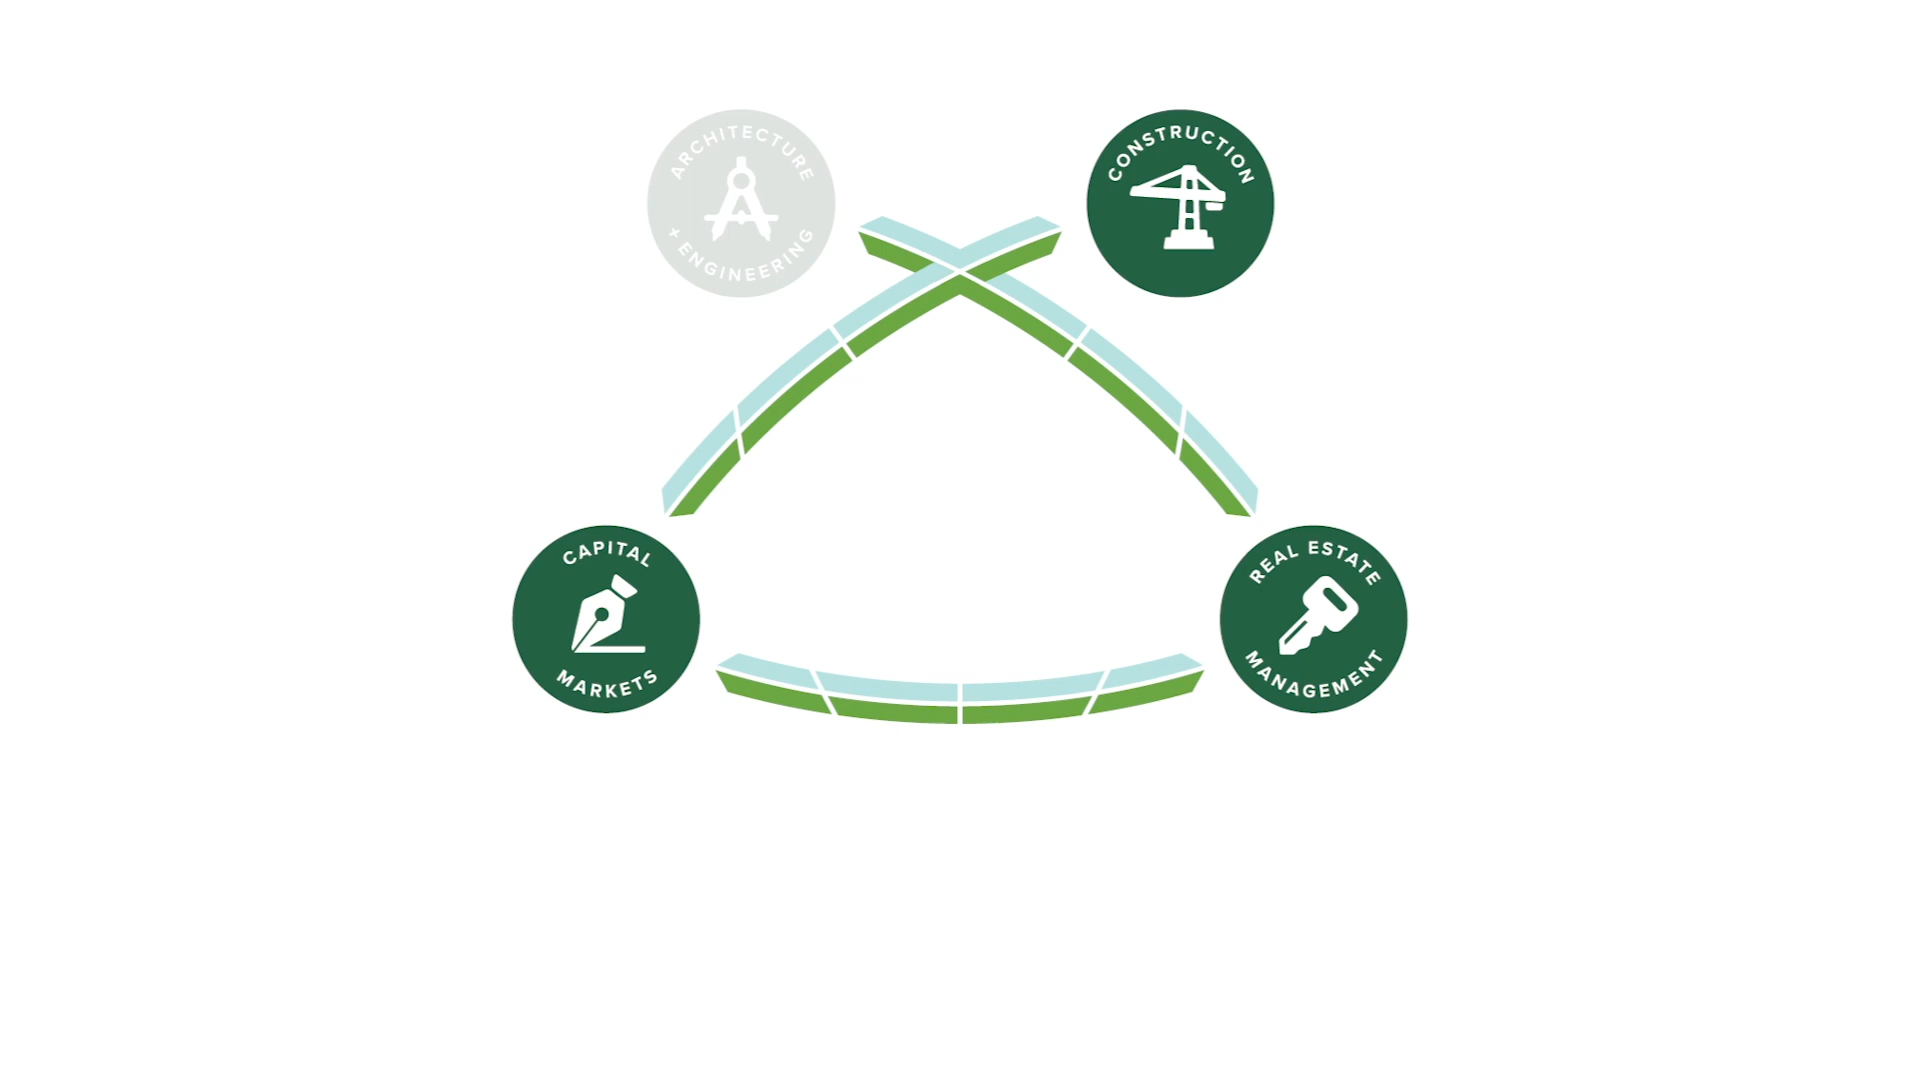 ARCHITECTURE
+ ENGINEERING
CONSTRUCTION
CAPITAL
MARKETS
REAL ESTATE
MANAGEMENT